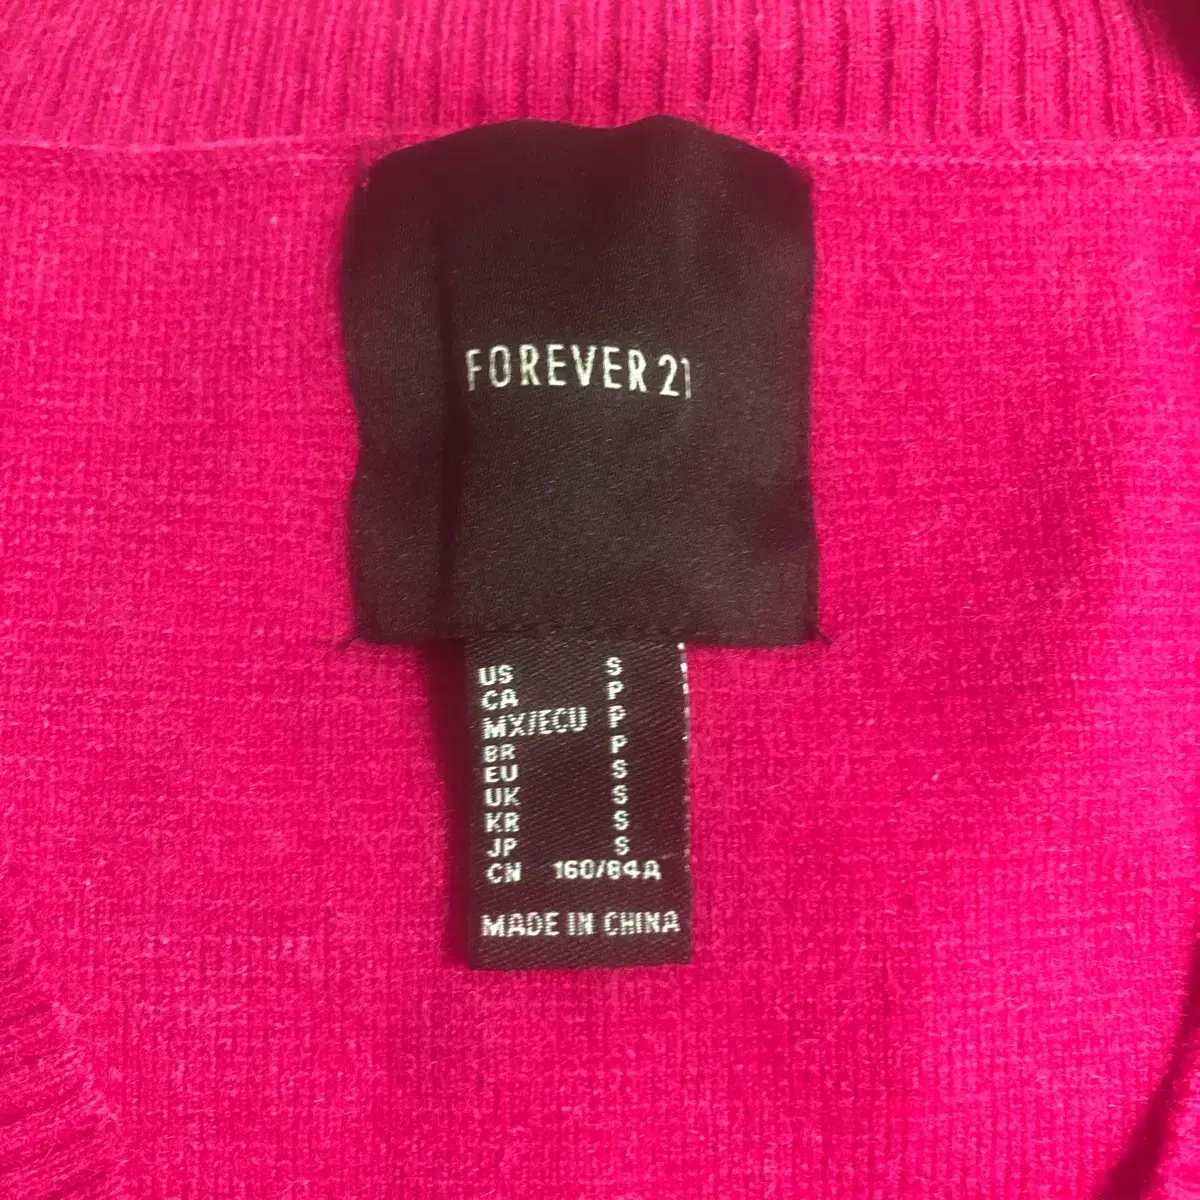 FOREVER 21
US S
CA P
MX/ECU P
BR P
EU S
UK S
KR S
JP S
CN 160/84A
MADE IN CHINA